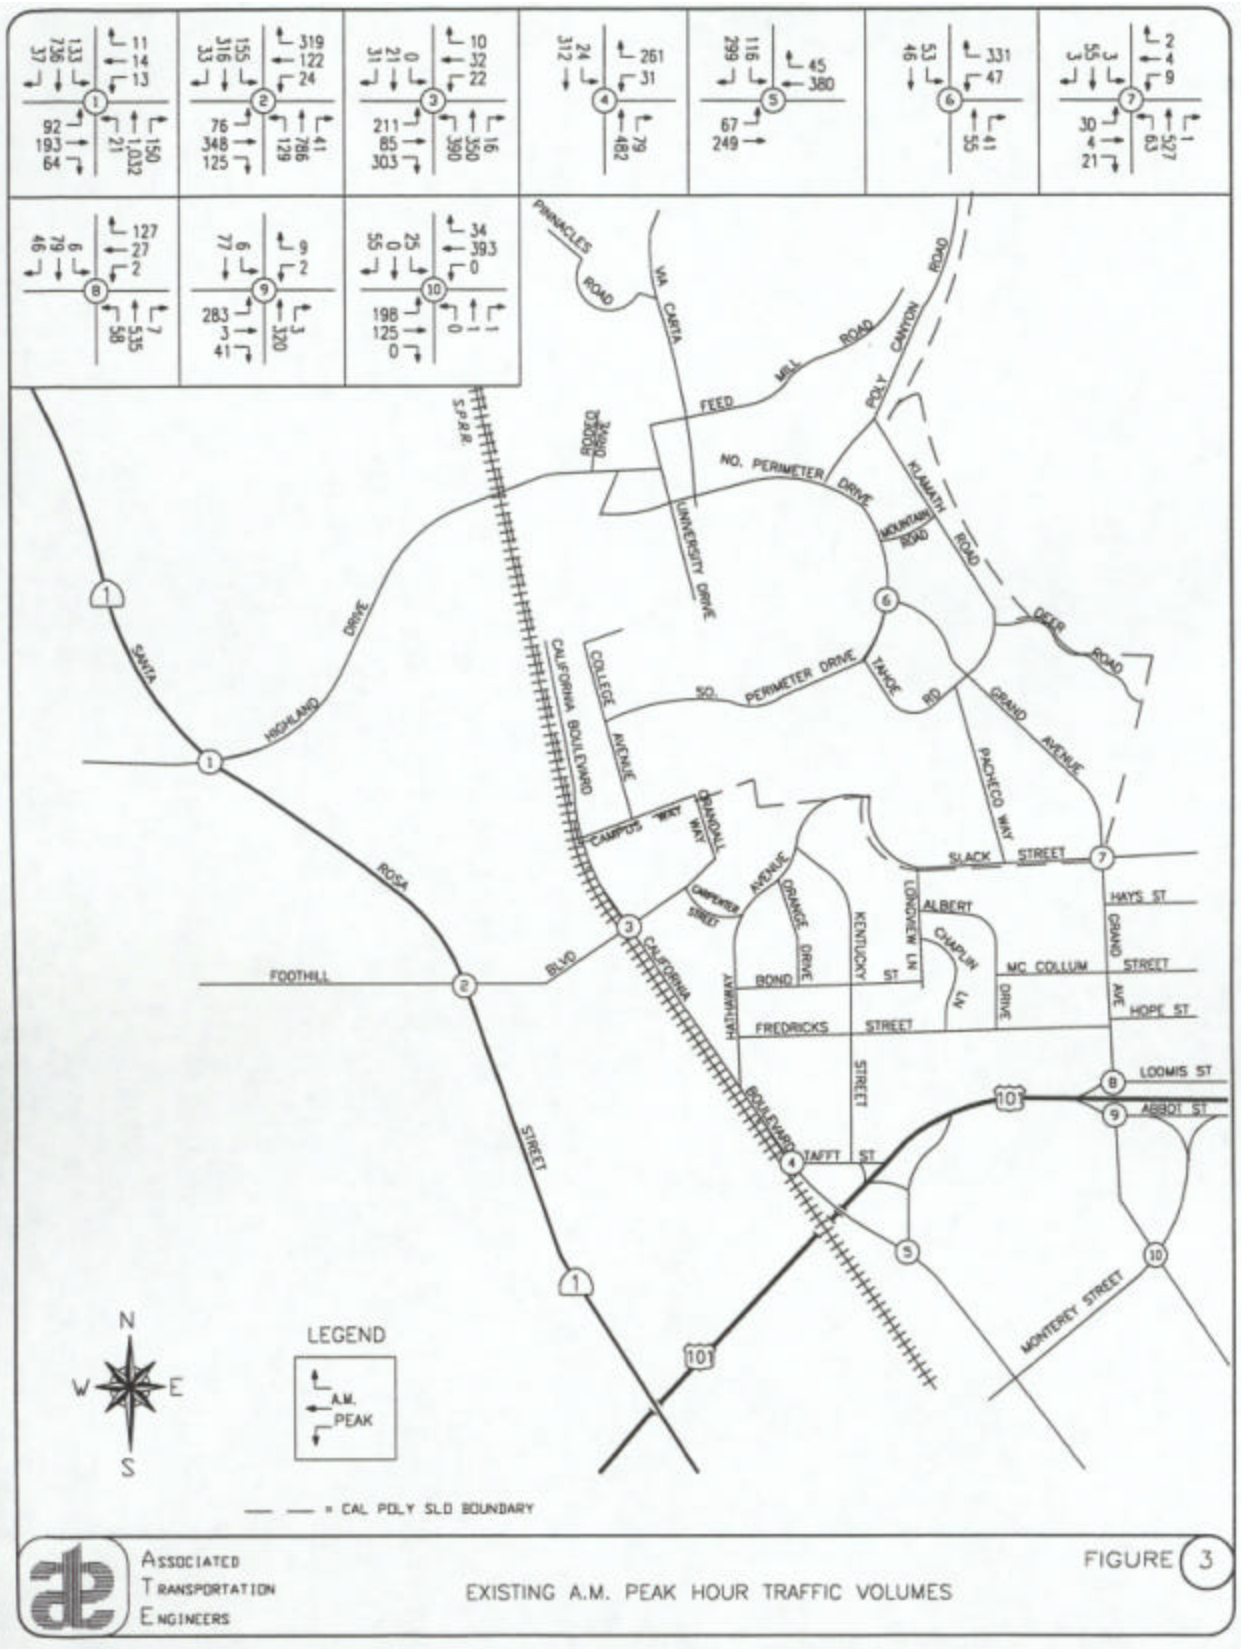 133
736
37
11
14
13
1
92
193
64
21
1,032
150
155
316
33
319
122
24
2
76
348
125
129
786
41
0
21
31
10
32
22
3
211
85
303
390
350
16
24
312
261
31
4
482
79
116
299
45
380
5
67
249
53
46
331
47
6
55
41
3
55
3
2
4
9
7
30
4
21
63
527
1
6
79
46
127
27
2
8
58
535
7
6
77
9
2
9
283
3
41
320
3
25
0
55
34
393
0
10
198
125
0
0
1
1
PINNACLES
ROAD
VIA CARTA
POLY CANYON ROAD
FEED MILL ROAD
S.P.R.R.
RODEO
DRIVE
NO. PERIMETER DRIVE
KLAMATH ROAD
MOUNTAIN
ROAD
UNIVERSITY DRIVE
1
6
DEER ROAD
SANTA
HIGHLAND DRIVE
CALIFORNIA BOULEVARD
COLLEGE AVENUE
SO. PERIMETER DRIVE
TAHOE RD
GRAND AVENUE
PACHECO WAY
1
CAMPUS WAY
CRANDALL
WAY
SLACK STREET
7
ROSA
CARPENTER
STREET
AVENUE
ORANGE DRIVE
KENTUCKY
LONGVIEW LN
ALBERT
HAYS ST
CHAPLIN LN
GRAND AVE
3
CALIFORNIA
FOOTHILL BLVD
2
HATHAWAY
BOND ST
MC COLLUM STREET
DRIVE
HOPE ST
FREDRICKS STREET
STREET
8
LOOMIS ST
101
9
ABBOT ST
BOULEVARD
STREET
4
TAFFT ST
5
10
1
MONTEREY STREET
101
N
W
E
S
LEGEND
A.M.
PEAK
= CAL POLY SLO BOUNDARY
ASSOCIATED
TRANSPORTATION
ENGINEERS
EXISTING A.M. PEAK HOUR TRAFFIC VOLUMES
FIGURE 3